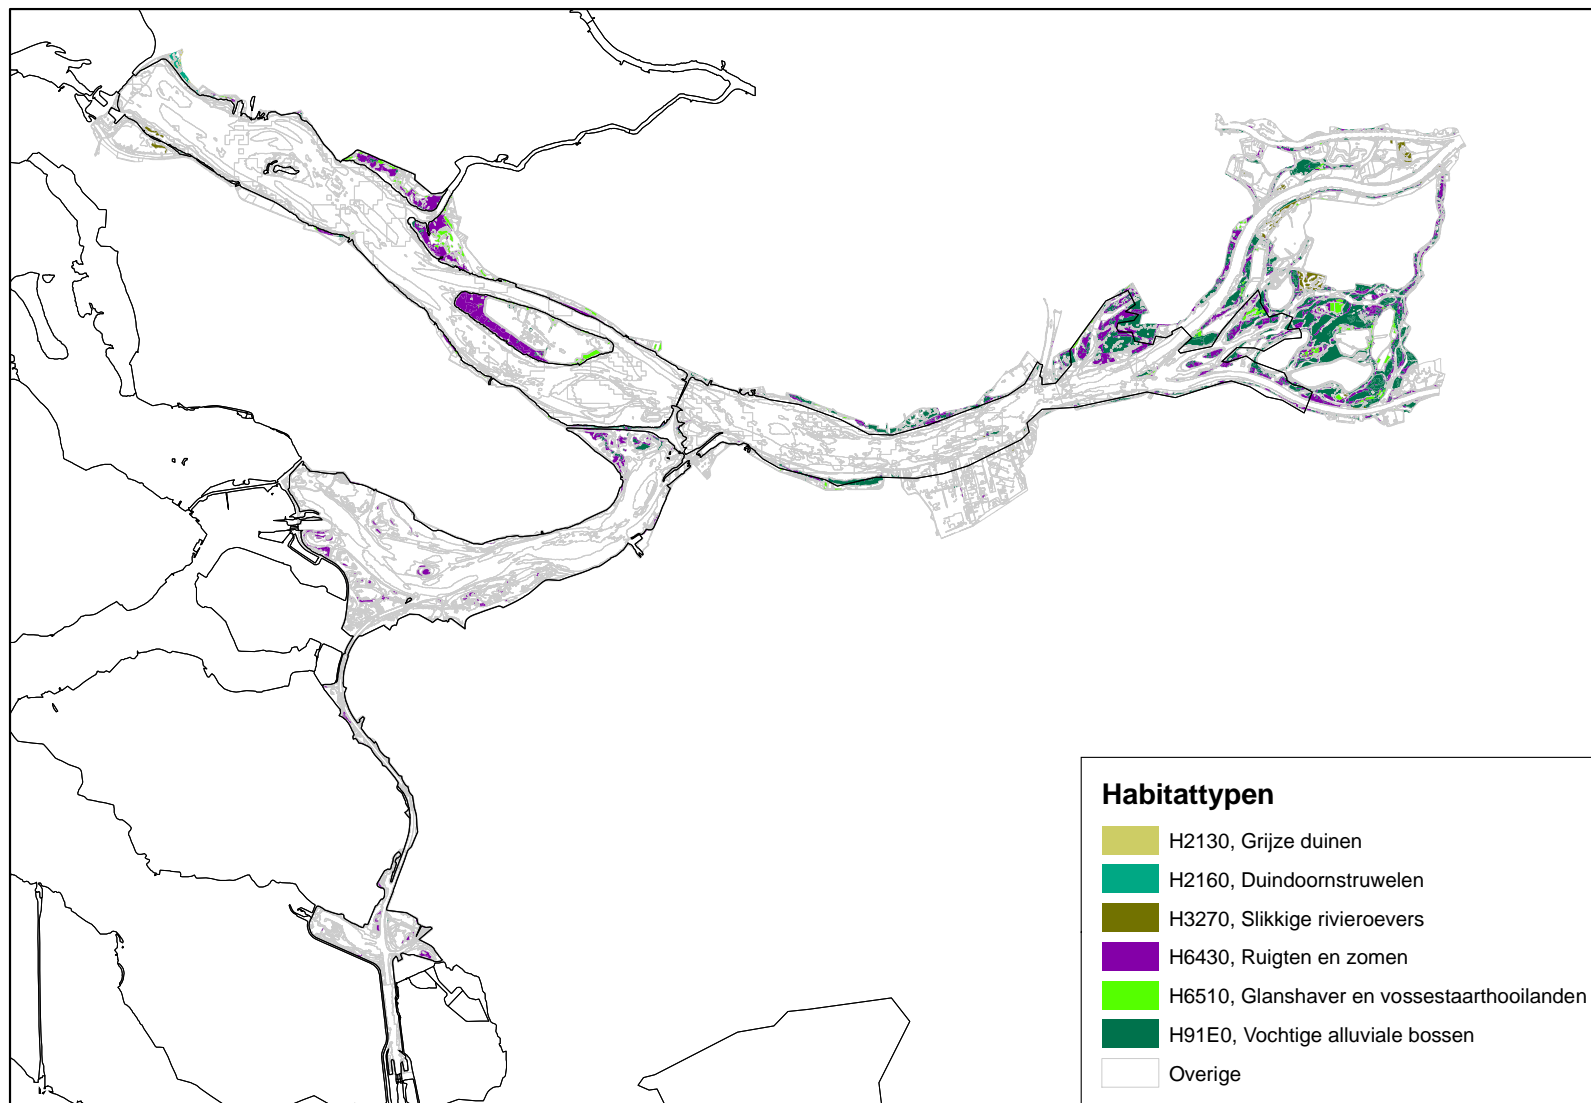 Habitattypen
H2130, Grijze duinen
H2160, Duindoornstruwelen
H3270, Slikkige rivieroevers
H6430, Ruigten en zomen
H6510, Glanshaver en vossestaarthooilanden
H91E0, Vochtige alluviale bossen
Overige